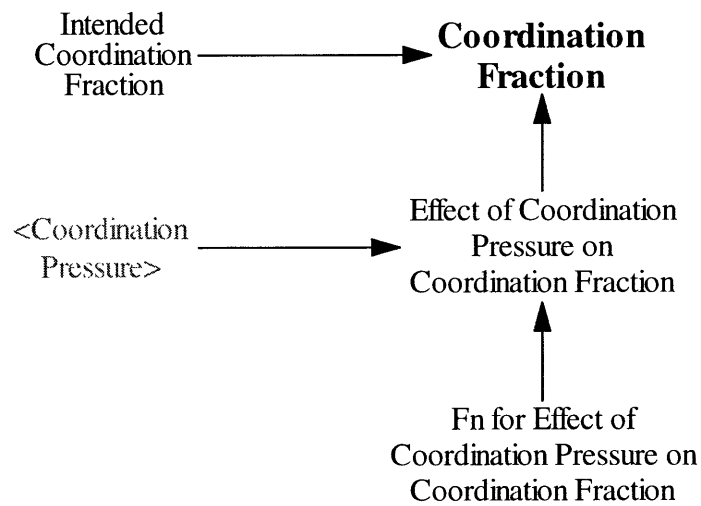 Intended
Coordination
Fraction
Coordination
Fraction
<Coordination
Pressure>
Effect of Coordination
Pressure on
Coordination Fraction
Fn for Effect of
Coordination Pressure on
Coordination Fraction